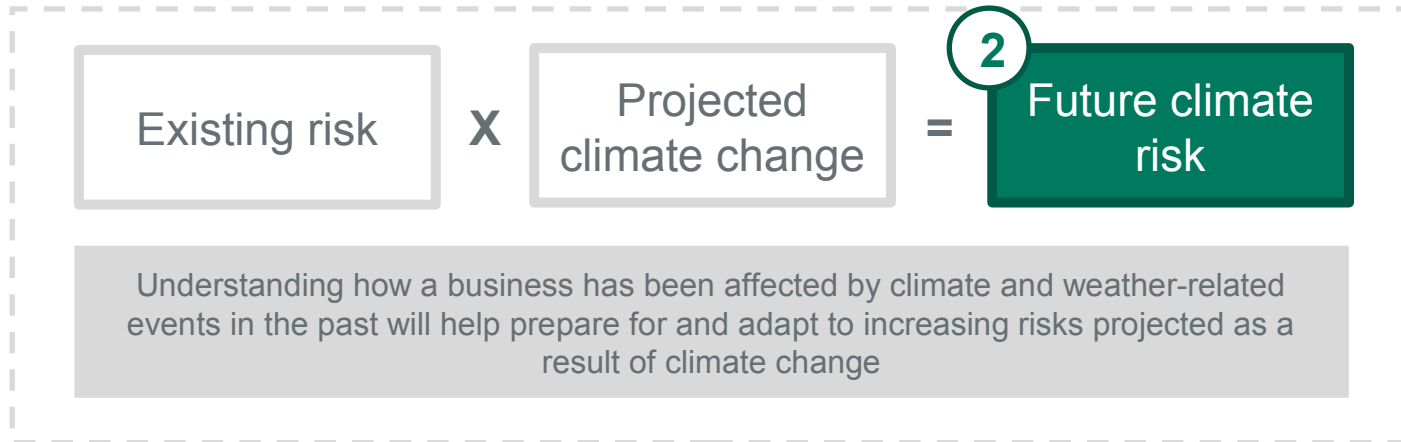 2
Existing risk
X
Projected
climate change
=
Future climate
risk
Understanding how a business has been affected by climate and weather-related
events in the past will help prepare for and adapt to increasing risks projected as a
result of climate change